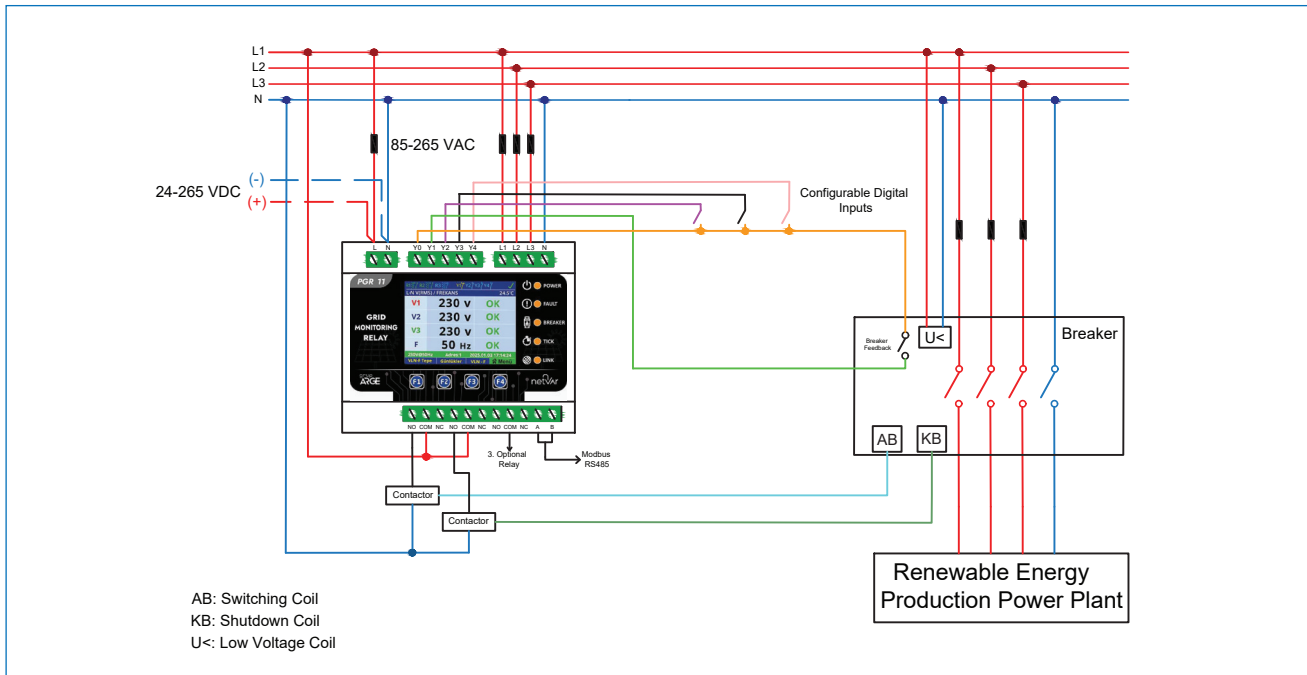 L1
L2
L3
N
85-265 VAC
24-265 VDC
(-)
(+)
Configurable Digital
Inputs
L N
Y0 Y1 Y2 Y3 Y4
L1 L2 L3 N
PGR 11
GRID
MONITORING
RELAY
24.5°C
V1 230 v OK
V2 230 v OK
V3 230 v OK
F 50 Hz OK
POWER
FAULT
BREAKER
TICK
LINK
ARGE
F1 F2 F3 F4
netvar
NO COM NC NO COM NC NO COM NC A B
3. Optional
Relay
Modbus
RS485
Contactor
Contactor
Breaker
Feedback
U<
Breaker
AB
KB
Renewable Energy
Production Power Plant
AB: Switching Coil
KB: Shutdown Coil
U<: Low Voltage Coil